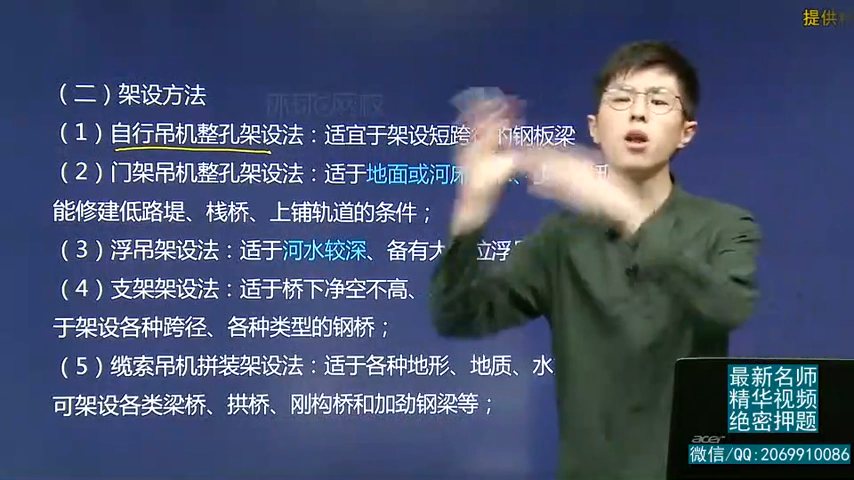 提供
（二）架设方法
（1）自行吊机整孔架设法：适宜于架设短跨 的钢板梁
（2）门架吊机整孔架设法：适于地面或河床
能修建低路堤、栈桥、上铺轨道的条件；
（3）浮吊架设法：适于河水较深、备有大 位浮
（4）支架架设法：适于桥下净空不高、
于架设各种跨径、各种类型的钢桥；
（5）缆索吊机拼装架设法：适于各种地形、地质、水
可架设各类梁桥、拱桥、刚构桥和加劲钢梁等；
acer
最新名师
精华视频
绝密押题
微信/QQ:2069910086